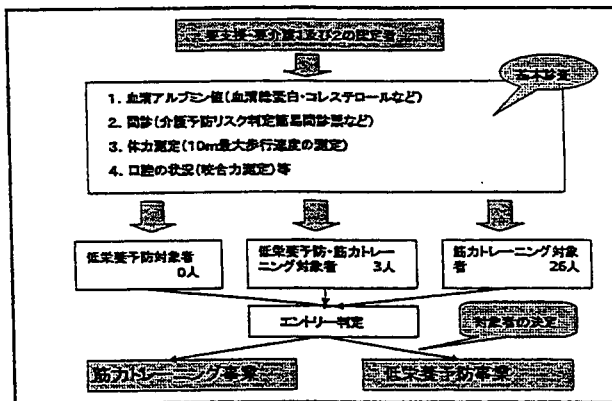 要支援・要介護1及び2の認定者
基本健査
1. 血清アルブミン値(血清総蛋白・コレステロールなど)
2. 問診(介護予防リスク判定簡易問診票など)
3. 体力測定(10m最大歩行速度の測定)
4. 口腔の状況(咬合力測定)等
低栄養予防対象者
0人
低栄養予防・筋力トレー
ニング対象者 3人
筋力トレーニング対象
者 26人
エントリー判定
対象者の決定
筋力トレーニング事業
低栄養予防事業